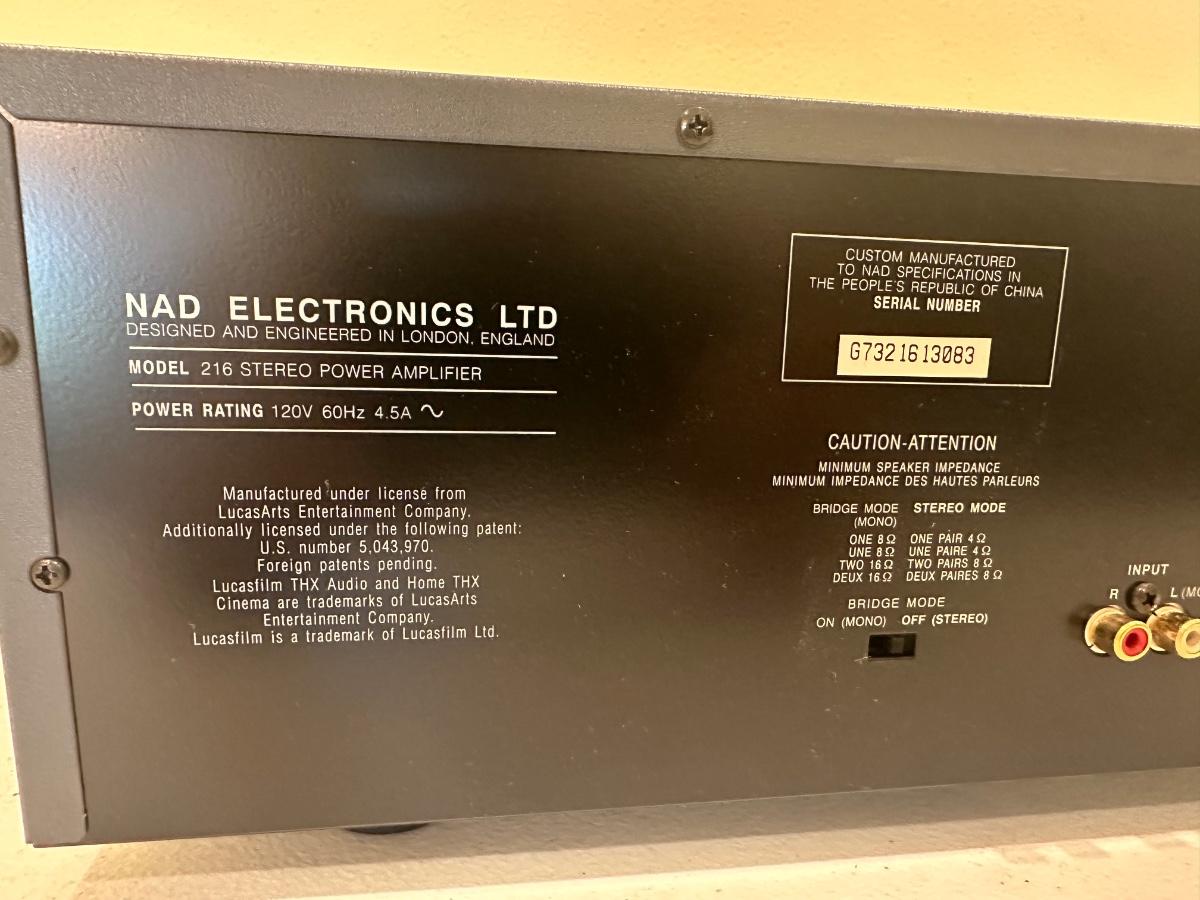 NAD ELECTRONICS LTD
DESIGNED AND ENGINEERED IN LONDON, ENGLAND
MODEL 216 STEREO POWER AMPLIFIER
POWER RATING 120V 60Hz 4.5A ∿
Manufactured under license from
LucasArts Entertainment Company.
Additionally licensed under the following patent:
U.S. number 5,043,970.
Foreign patents pending.
Lucasfilm THX Audio and Home THX
Cinema are trademarks of LucasArts
Entertainment Company.
Lucasfilm is a trademark of Lucasfilm Ltd.
CUSTOM MANUFACTURED
TO NAD SPECIFICATIONS IN
THE PEOPLE'S REPUBLIC OF CHINA
SERIAL NUMBER
G7321613083
CAUTION-ATTENTION
MINIMUM SPEAKER IMPEDANCE
MINIMUM IMPEDANCE DES HAUTES PARLEURS
BRIDGE MODE STEREO MODE
(MONO)
ONE 8Ω ONE PAIR 4Ω
UNE 8Ω UNE PAIRE 4Ω
TWO 16Ω TWO PAIRS 8Ω
DEUX 16Ω DEUX PAIRES 8Ω
BRIDGE MODE
ON (MONO) OFF (STEREO)
INPUT
R L (MO